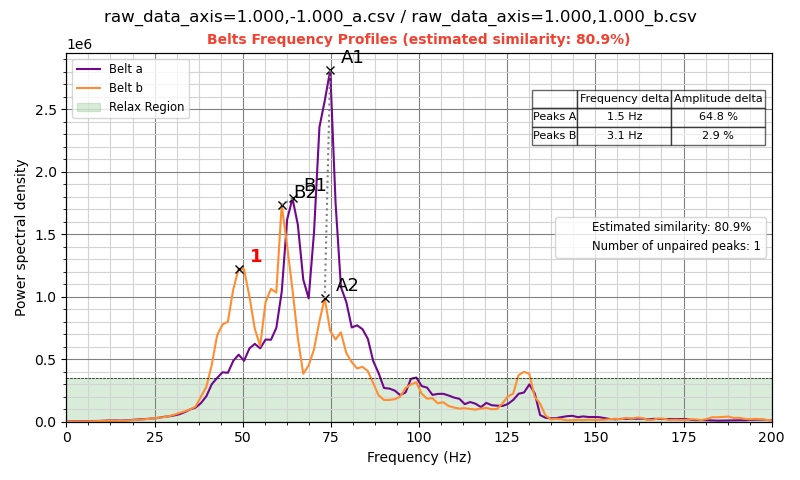 raw_data_axis=1.000,-1.000_a.csv / raw_data_axis=1.000,1.000_b.csv
Belts Frequency Profiles (estimated similarity: 80.9%)
1e6
Belt a
Belt b
Relax Region
A1
B1
B2
1
A2
Frequency delta Amplitude delta
Peaks A 1.5 Hz 64.8 %
Peaks B 3.1 Hz 2.9 %
Estimated similarity: 80.9%
Number of unpaired peaks: 1
Power spectral density
2.5
2.0
1.5
1.0
0.5
0.0
0 25 50 75 100 125 150 175 200
Frequency (Hz)